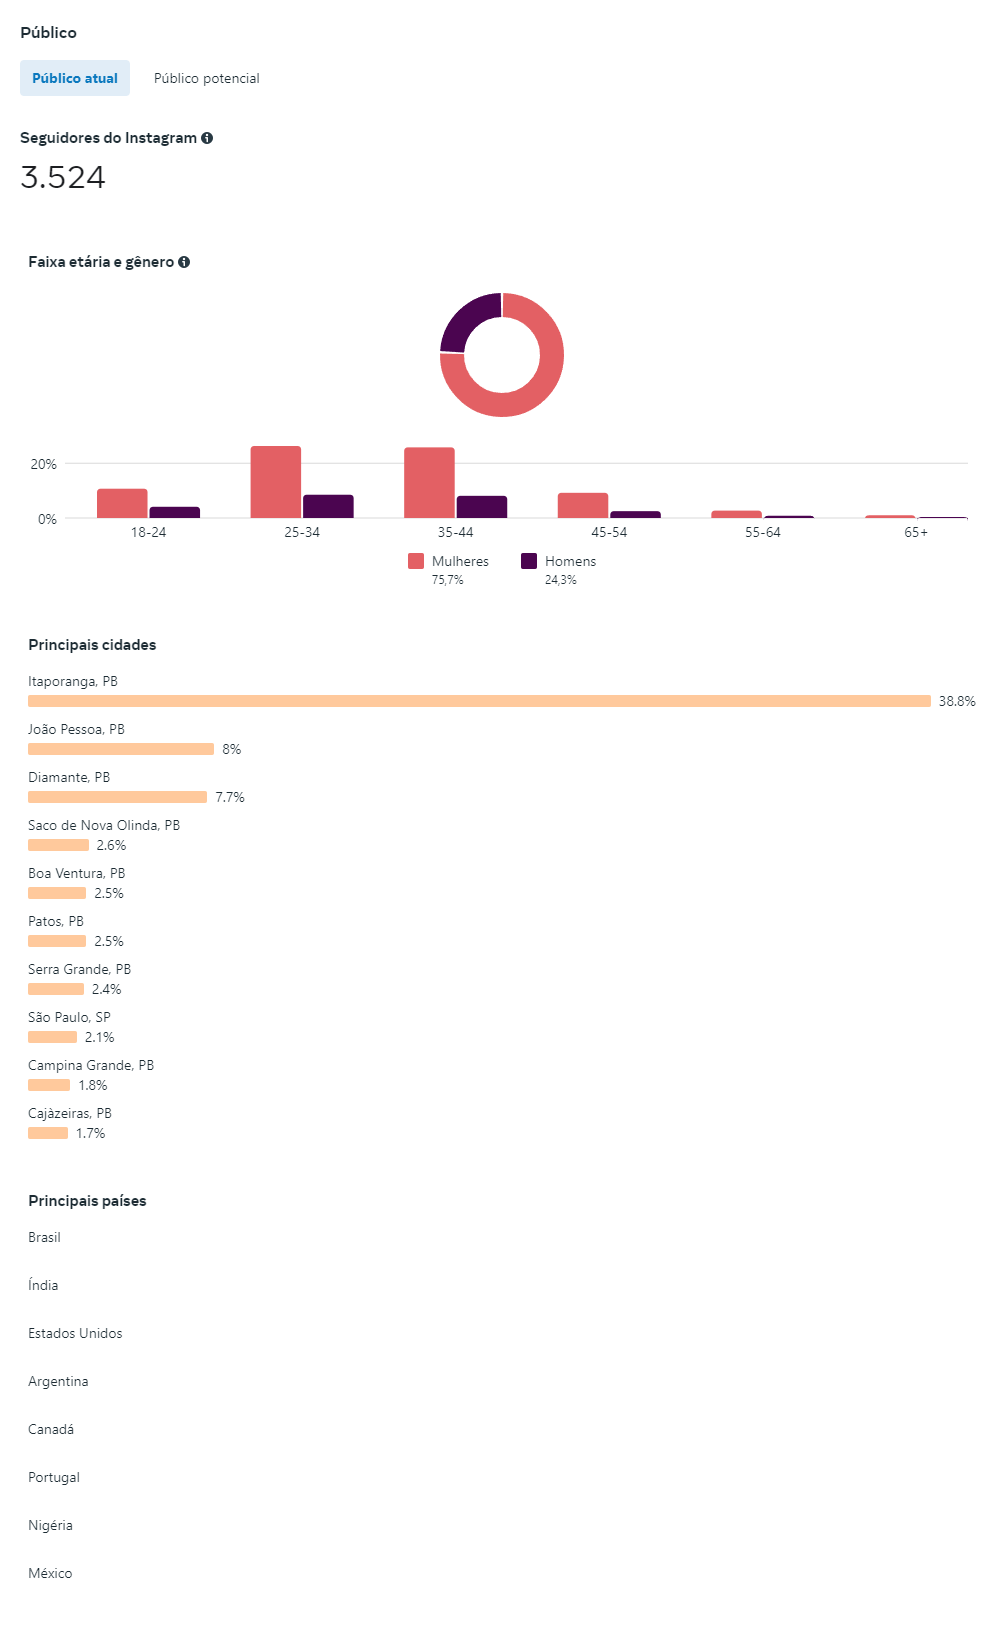 Público
Público atual Público potencial
Seguidores do Instagram
3.524
Faixa etária e gênero
20%
0%
18-24 25-34 35-44 45-54 55-64 65+
Mulheres Homens
75,7% 24,3%
Principais cidades
Itaporanga, PB
38.8%
João Pessoa, PB
8%
Diamante, PB
7.7%
Saco de Nova Olinda, PB
2.6%
Boa Ventura, PB
2.5%
Patos, PB
2.5%
Serra Grande, PB
2.4%
São Paulo, SP
2.1%
Campina Grande, PB
1.8%
Cajàzeiras, PB
1.7%
Principais países
Brasil
Índia
Estados Unidos
Argentina
Canadá
Portugal
Nigéria
México